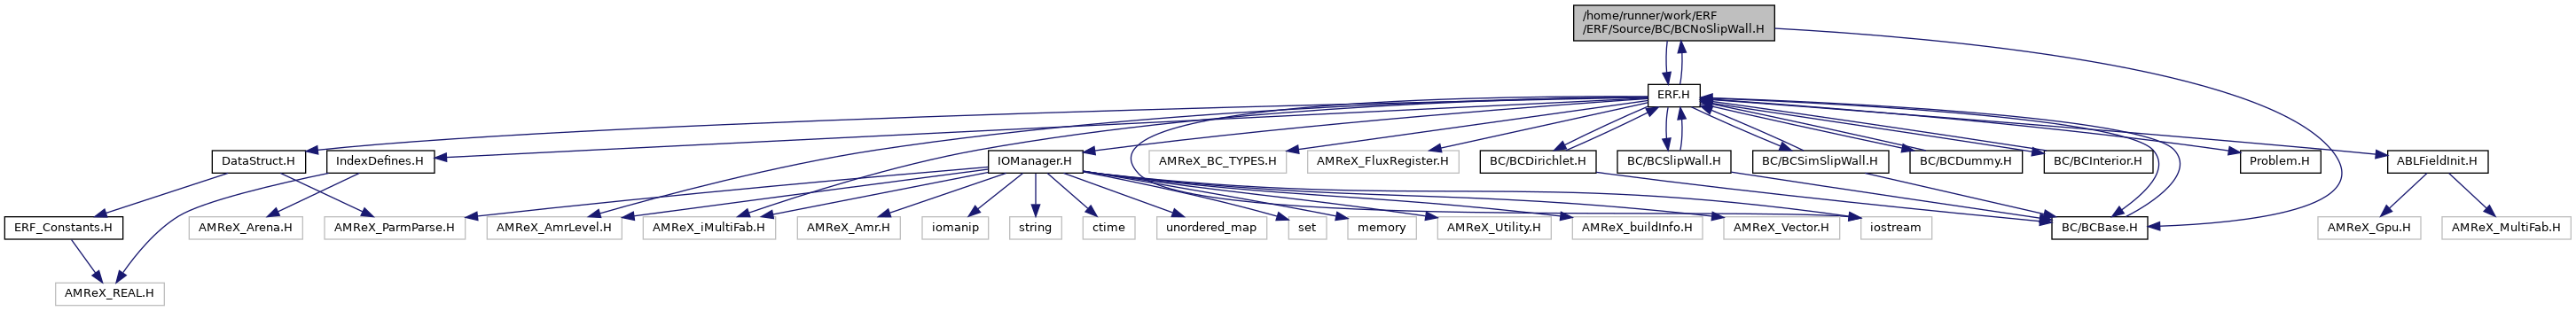 /home/runner/work/ERF
/ERF/Source/BC/BCNoSlipWall.H
ERF.H
DataStruct.H
IndexDefines.H
IOManager.H
AMReX_BC_TYPES.H
AMReX_FluxRegister.H
BC/BCDirichlet.H
BC/BCSlipWall.H
BC/BCSimSlipWall.H
BC/BCDummy.H
BC/BCInterior.H
Problem.H
ABLFieldInit.H
ERF_Constants.H
AMReX_Arena.H
AMReX_ParmParse.H
AMReX_AmrLevel.H
AMReX_iMultiFab.H
AMReX_Amr.H
iomanip
string
ctime
unordered_map
set
memory
AMReX_Utility.H
AMReX_buildInfo.H
AMReX_Vector.H
iostream
BC/BCBase.H
AMReX_Gpu.H
AMReX_MultiFab.H
AMReX_REAL.H